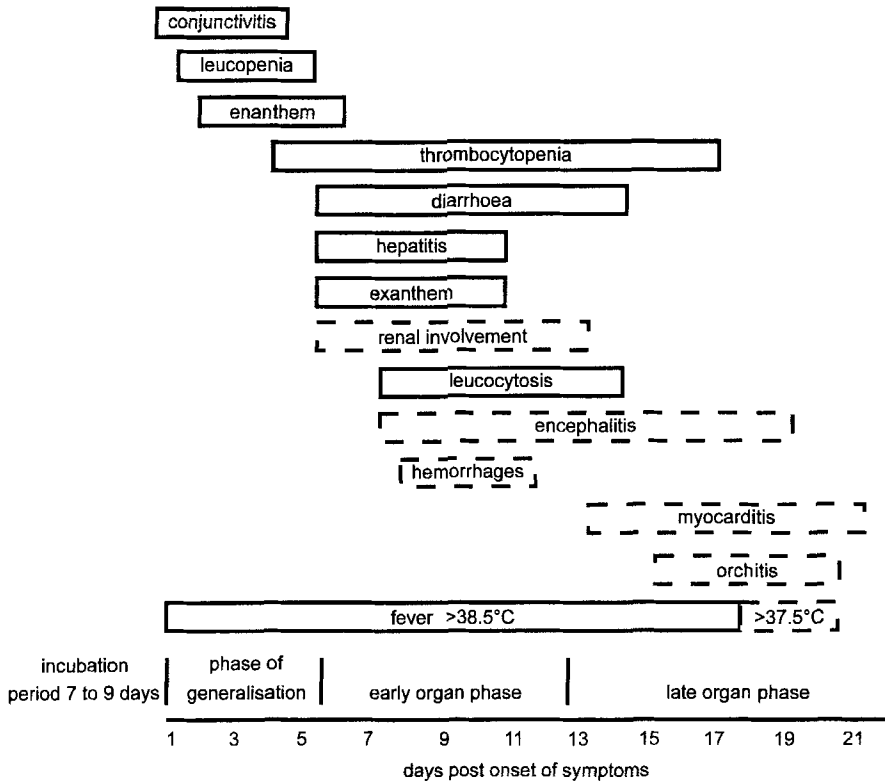 conjunctivitis
leucopenia
enanthem
thrombocytopenia
diarrhoea
hepatitis
exanthem
renal involvement
leucocytosis
encephalitis
hemorrhages
myocarditis
orchitis
fever >38.5°C >37.5°C
incubation
period 7 to 9 days
phase of
generalisation
early organ phase
late organ phase
1 3 5 7 9 11 13 15 17 19 21
days post onset of symptoms